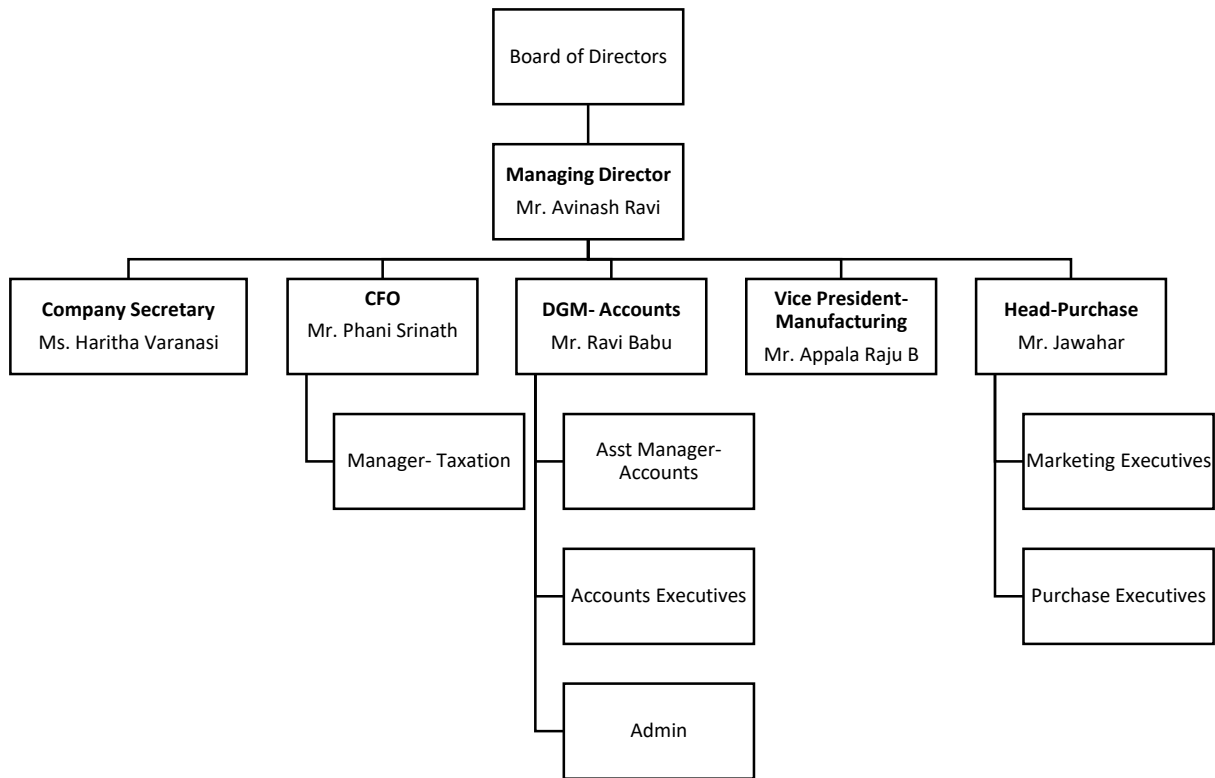 Board of Directors
Managing Director
Mr. Avinash Ravi
Company Secretary
Ms. Haritha Varanasi
CFO
Mr. Phani Srinath
DGM- Accounts
Mr. Ravi Babu
Vice President-
Manufacturing
Mr. Appala Raju B
Head-Purchase
Mr. Jawahar
Manager- Taxation
Asst Manager-
Accounts
Marketing Executives
Accounts Executives
Purchase Executives
Admin